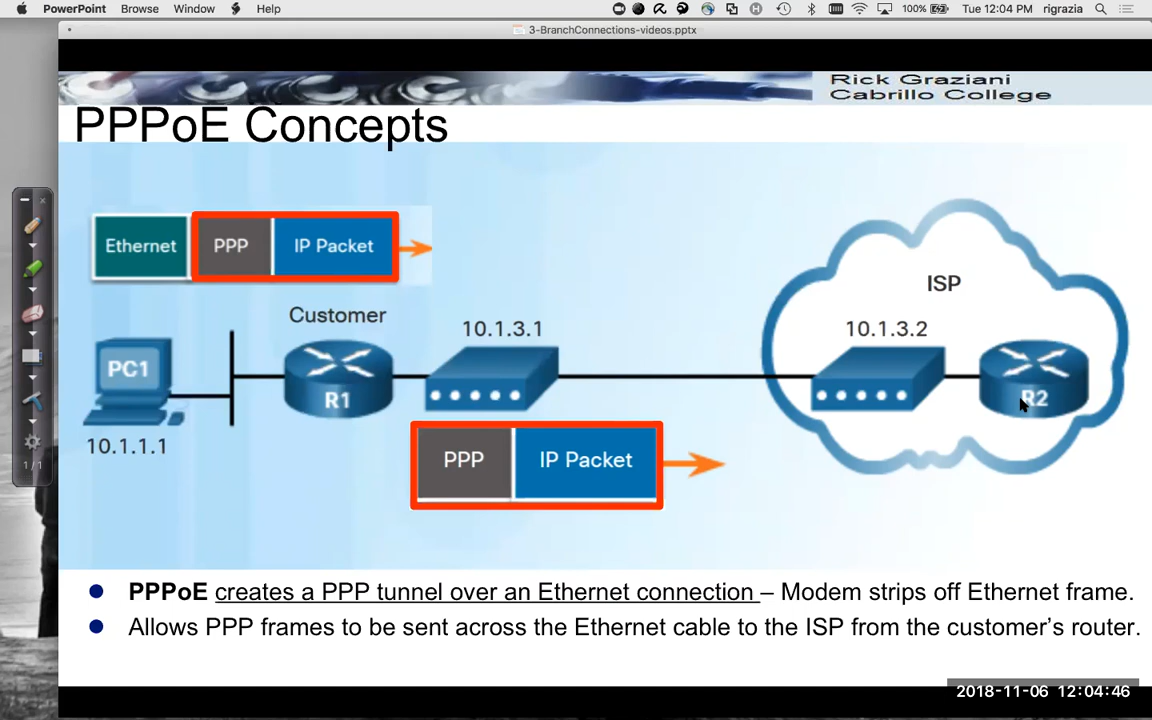 PowerPoint Browse Window Help 100% Tue 12:04 PM rigrazia
3-BranchConnections-videos.pptx
Rick Graziani
Cabrillo College
PPPoE Concepts
Ethernet PPP IP Packet
ISP
Customer
10.1.3.1
10.1.3.2
PC1
R1
R2
10.1.1.1
PPP IP Packet
1/1
● PPPoE creates a PPP tunnel over an Ethernet connection – Modem strips off Ethernet frame.
● Allows PPP frames to be sent across the Ethernet cable to the ISP from the customer's router.
2018-11-06 12:04:46